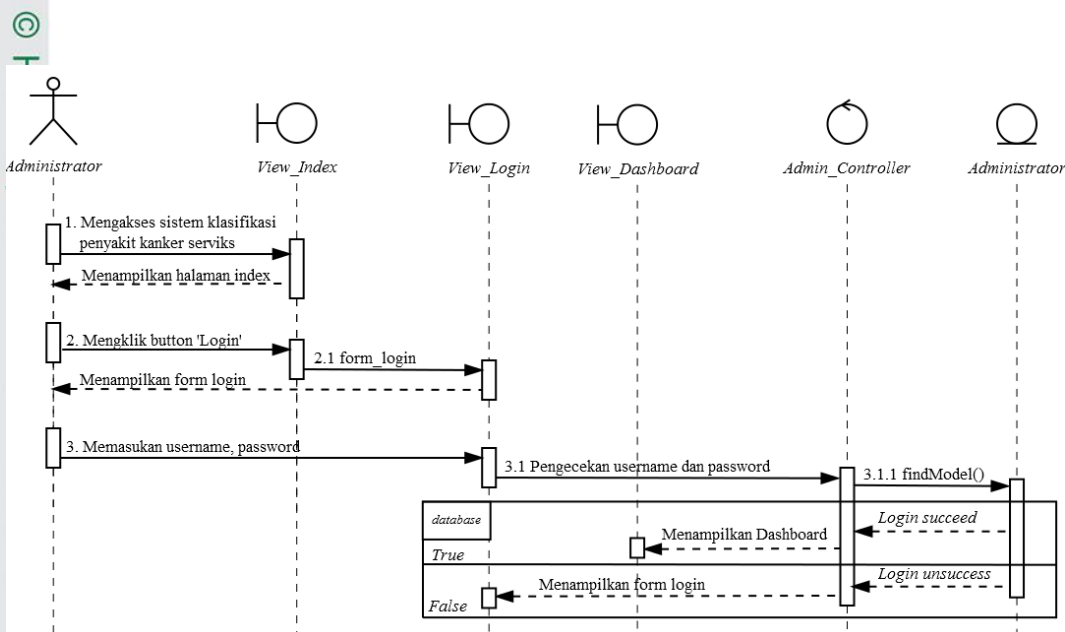 ©
Administrator
View_Index
View_Login
View_Dashboard
Admin_Controller
Administrator
1. Mengakses sistem klasifikasi
penyakit kanker serviks
Menampilkan halaman index
2. Mengklik button 'Login'
2.1 form_login
Menampilkan form login
3. Memasukan username, password
3.1 Pengecekan username dan password
3.1.1 findModel()
database
Login succeed
Menampilkan Dashboard
True
Login unsuccess
Menampilkan form login
False